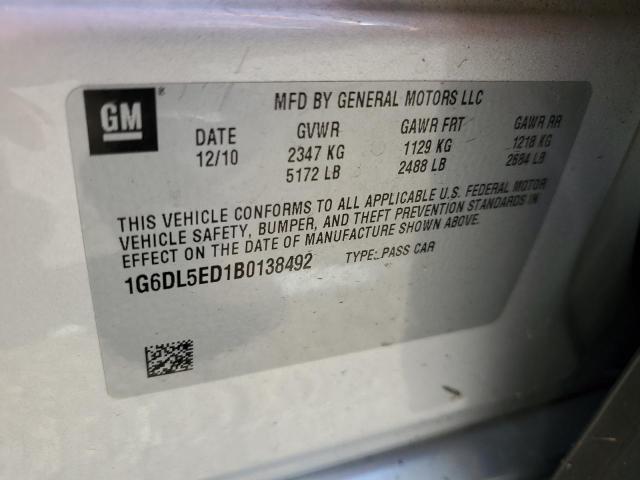 GM ®
MFD BY GENERAL MOTORS LLC
DATE GVWR GAWR FRT GAWR RR
12/10 2347 KG 1129 KG 1218 KG
5172 LB 2488 LB 2684 LB
THIS VEHICLE CONFORMS TO ALL APPLICABLE U.S. FEDERAL MOTOR
VEHICLE SAFETY, BUMPER, AND THEFT PREVENTION STANDARDS IN
EFFECT ON THE DATE OF MANUFACTURE SHOWN ABOVE.
1G6DL5ED1B0138492 TYPE: PASS CAR